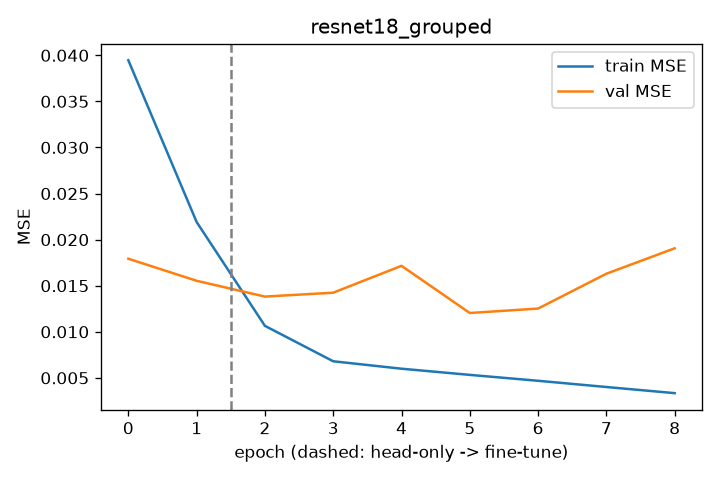 resnet18_grouped
train MSE
val MSE
MSE
0.040
0.035
0.030
0.025
0.020
0.015
0.010
0.005
0 1 2 3 4 5 6 7 8
epoch (dashed: head-only -> fine-tune)